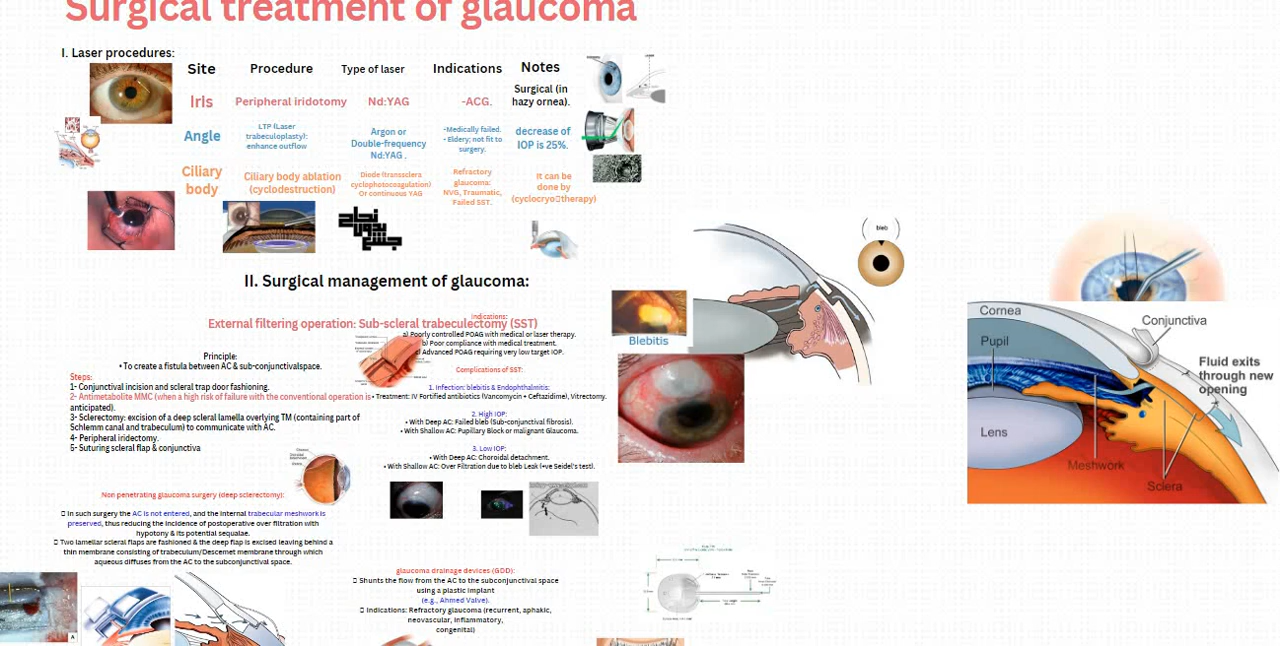 Surgical treatment of glaucoma
I. Laser procedures:
Site
Procedure
Type of laser
Indications
Notes
Iris
Peripheral iridotomy
Nd:YAG
-ACG.
Surgical (in
hazy ornea).
Angle
LTP (Laser
trabeculoplasty):
enhance outflow
Argon or
Double-frequency
Nd:YAG .
-Medically failed.
- Eldery; not fit to
surgery.
decrease of
IOP is 25%.
Ciliary
body
Ciliary body ablation
(cyclodestruction)
Diode (transsclera
cyclophotocoagulation)
Or continuous YAG
Refractory
glaucoma:
NVG, Traumatic,
Failed SST.
It can be
done by
(cyclocryo▯therapy)
نجاح
بدون
جشع
II. Surgical management of glaucoma:
External filtering operation: Sub-scleral trabeculectomy (SST)
Principle:
• To create a fistula between AC & sub-conjunctivalspace.
Steps:
1- Conjunctival incision and scleral trap door fashioning.
2- Antimetabolite MMC (when a high risk of failure with the conventional operation is
anticipated).
3- Sclerectomy: excision of a deep scleral lamella overlying TM (containing part of
Schlemm canal and trabeculum) to communicate with AC.
4- Peripheral iridectomy.
5- Suturing scleral flap & conjunctiva
Indications:
a) Poorly controlled POAG with medical or laser therapy.
b) Poor compliance with medical treatment.
c) Advanced POAG requiring very low target IOP.
Complications of SST:
1. Infection: blebitis & Endophthalmitis:
• Treatment: IV Fortified antibiotics (Vancomycin + Ceftazidime), Vitrectomy.
2. High IOP:
• With Deep AC: Failed bleb (Sub-conjunctival fibrosis).
• With Shallow AC: Pupillary Block or malignant Glaucoma.
3. Low IOP:
• With Deep AC: Choroidal detachment.
• With Shallow AC: Over Filtration due to bleb Leak (+ve Seidel's test).
Non penetrating glaucoma surgery (deep sclerectomy):
▯ In such surgery the AC is not entered, and the internal trabecular meshwork is
preserved, thus reducing the incidence of postoperative over filtration with
hypotony & its potential sequalae.
▯ Two lamellar scleral flaps are fashioned & the deep flap is excised leaving behind a
thin membrane consisting of trabeculum/Descemet membrane through which
aqueous diffuses from the AC to the subconjunctival space.
glaucoma drainage devices (GDD):
▯ Shunts the flow from the AC to the subconjunctival space
using a plastic implant
(e.g., Ahmed Valve).
▯ Indications: Refractory glaucoma (recurrent, aphakic,
neovascular, inflammatory,
congenital)
A
bleb
Blebitis
Cornea
Conjunctiva
Pupil
Fluid exits
through new
opening
Lens
Meshwork
Sclera